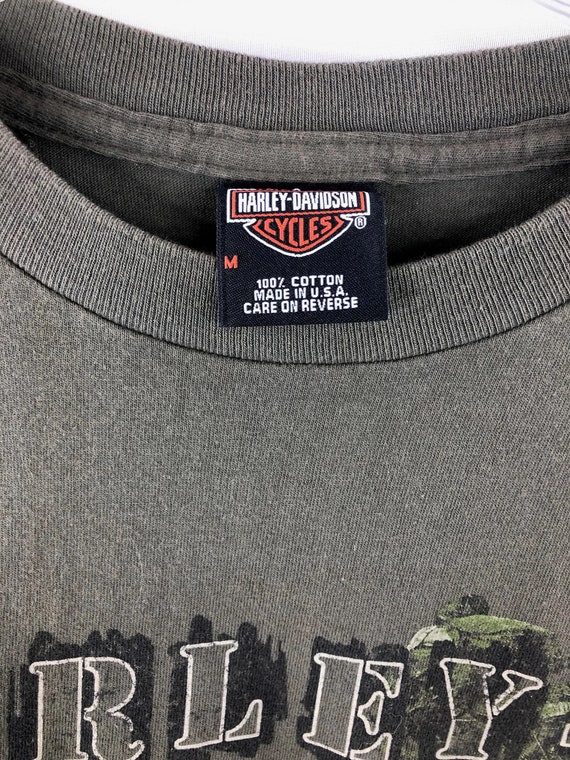 HARLEY-DAVIDSON
CYCLES ®
M
100% COTTON
MADE IN U.S.A.
CARE ON REVERSE
RLEY-